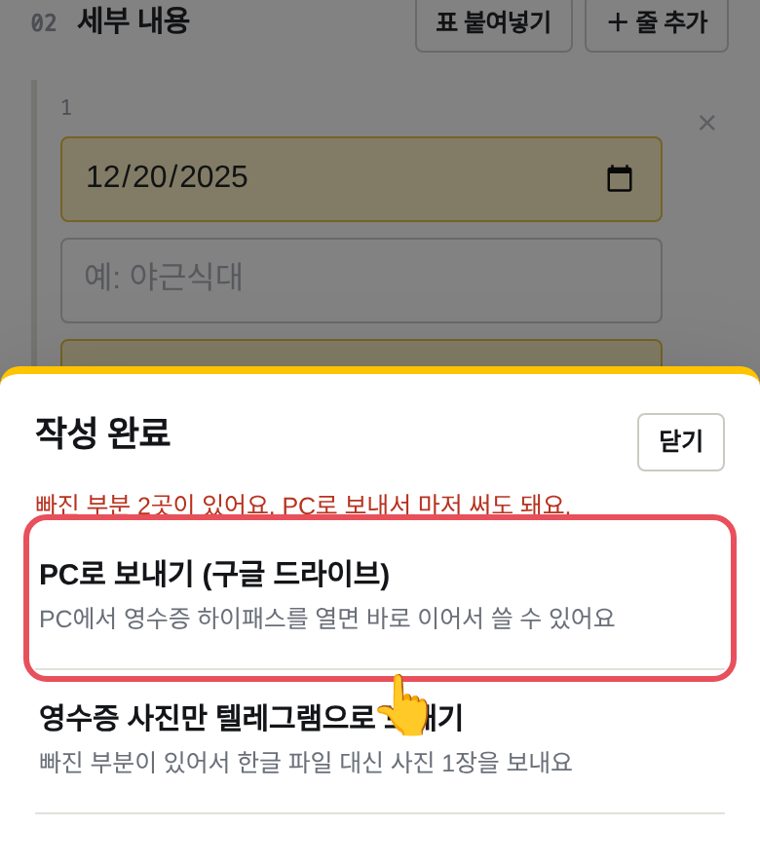 02 세부 내용
표 붙여넣기
+ 줄 추가
1
×
12/20/2025
예: 야근식대
작성 완료
닫기
빠진 부분 2곳이 있어요. PC로 보내서 마저 써도 돼요.
PC로 보내기 (구글 드라이브)
PC에서 영수증 하이패스를 열면 바로 이어서 쓸 수 있어요
영수증 사진만 텔레그램으로
빠진 부분이 있어서 한글 파일 대신 사진 1장을 보내요